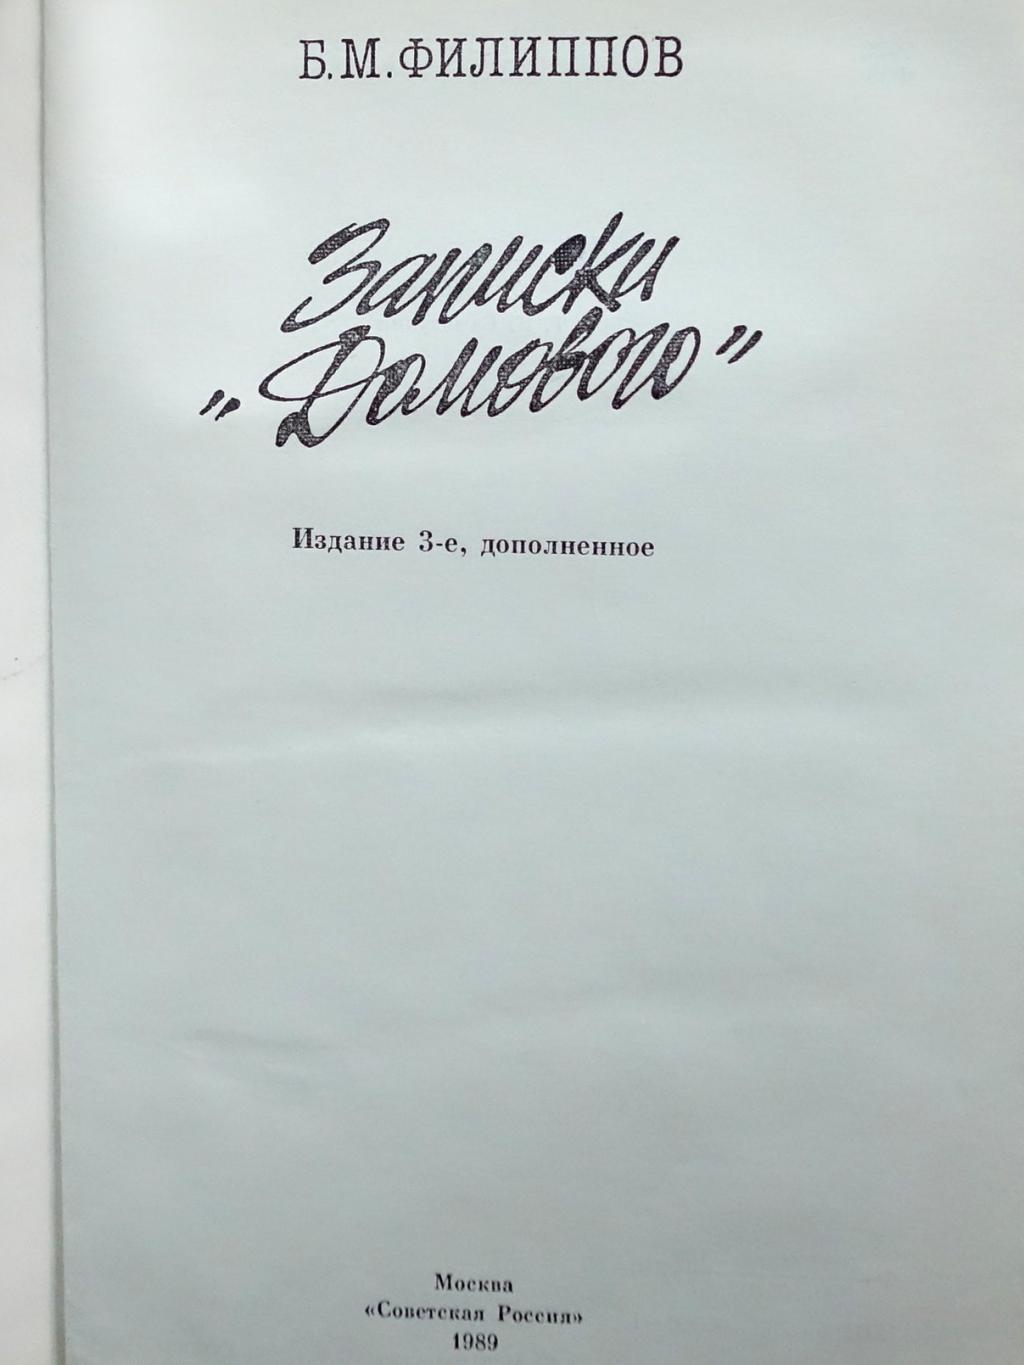 Б.М.ФИЛИППОВ
Записки
"Домового"
Издание 3-е, дополненное
Москва
«Советская Россия»
1989